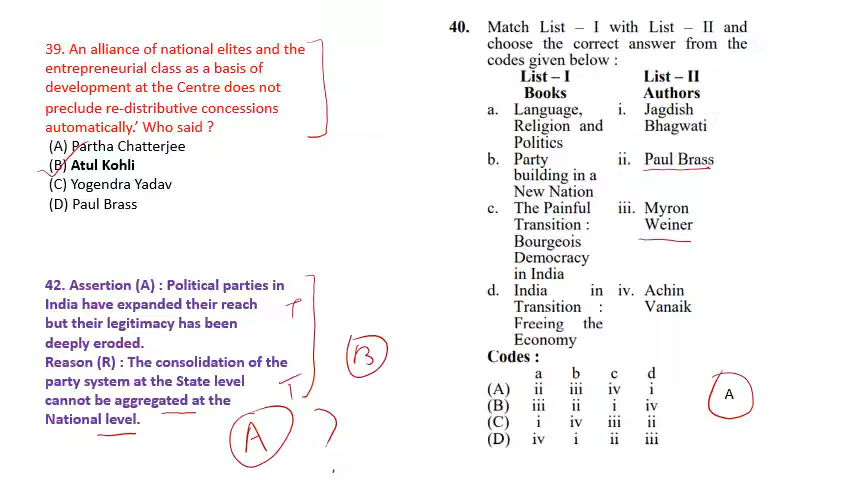 39. An alliance of national elites and the
entrepreneurial class as a basis of
development at the Centre does not
preclude re-distributive concessions
automatically.’ Who said ?
(A) Partha Chatterjee
(B) Atul Kohli
(C) Yogendra Yadav
(D) Paul Brass
42. Assertion (A) : Political parties in
India have expanded their reach
but their legitimacy has been
deeply eroded.
Reason (R) : The consolidation of the
party system at the State level
cannot be aggregated at the
National level.
T
T
B
A
?
40. Match List – I with List – II and
choose the correct answer from the
codes given below :
List – I List – II
Books Authors
a. Language, i. Jagdish
Religion and Bhagwati
Politics
b. Party ii. Paul Brass
building in a
New Nation
c. The Painful iii. Myron
Transition : Weiner
Bourgeois
Democracy
in India
d. India in iv. Achin
Transition : Vanaik
Freeing the
Economy
Codes :
a b c d
(A) ii iii iv i
(B) iii ii i iv
(C) i iv iii ii
(D) iv i ii iii
A